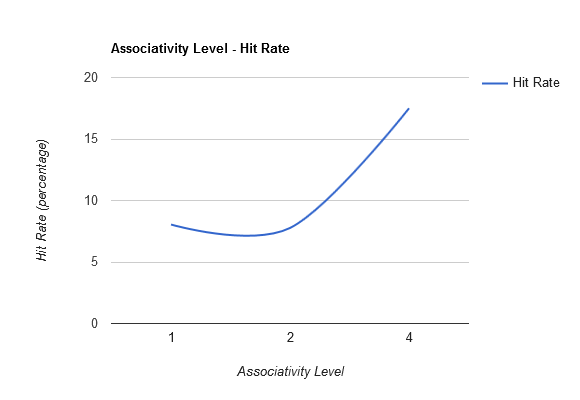 Associativity Level - Hit Rate
20
15
10
5
0
Hit Rate (percentage)
1
2
4
Associativity Level
Hit Rate